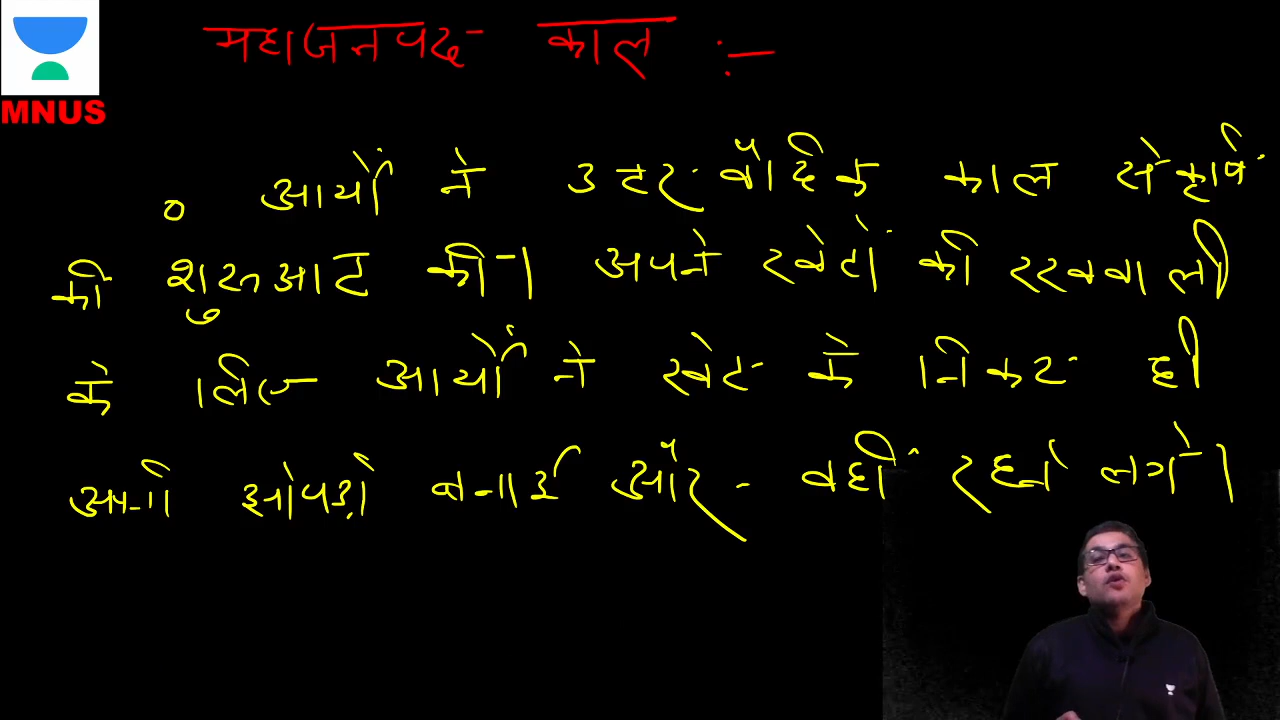 MNUS
महाजनपद काल :-
० आर्यों ने उत्तर वैदिक काल से कृषि
की शुरुआत की। अपने खेतों की रखवाली
के लिए आर्यों ने खेत के निकट ही
अपनी झोपड़ी बनाई और वहीं रहने लगे।